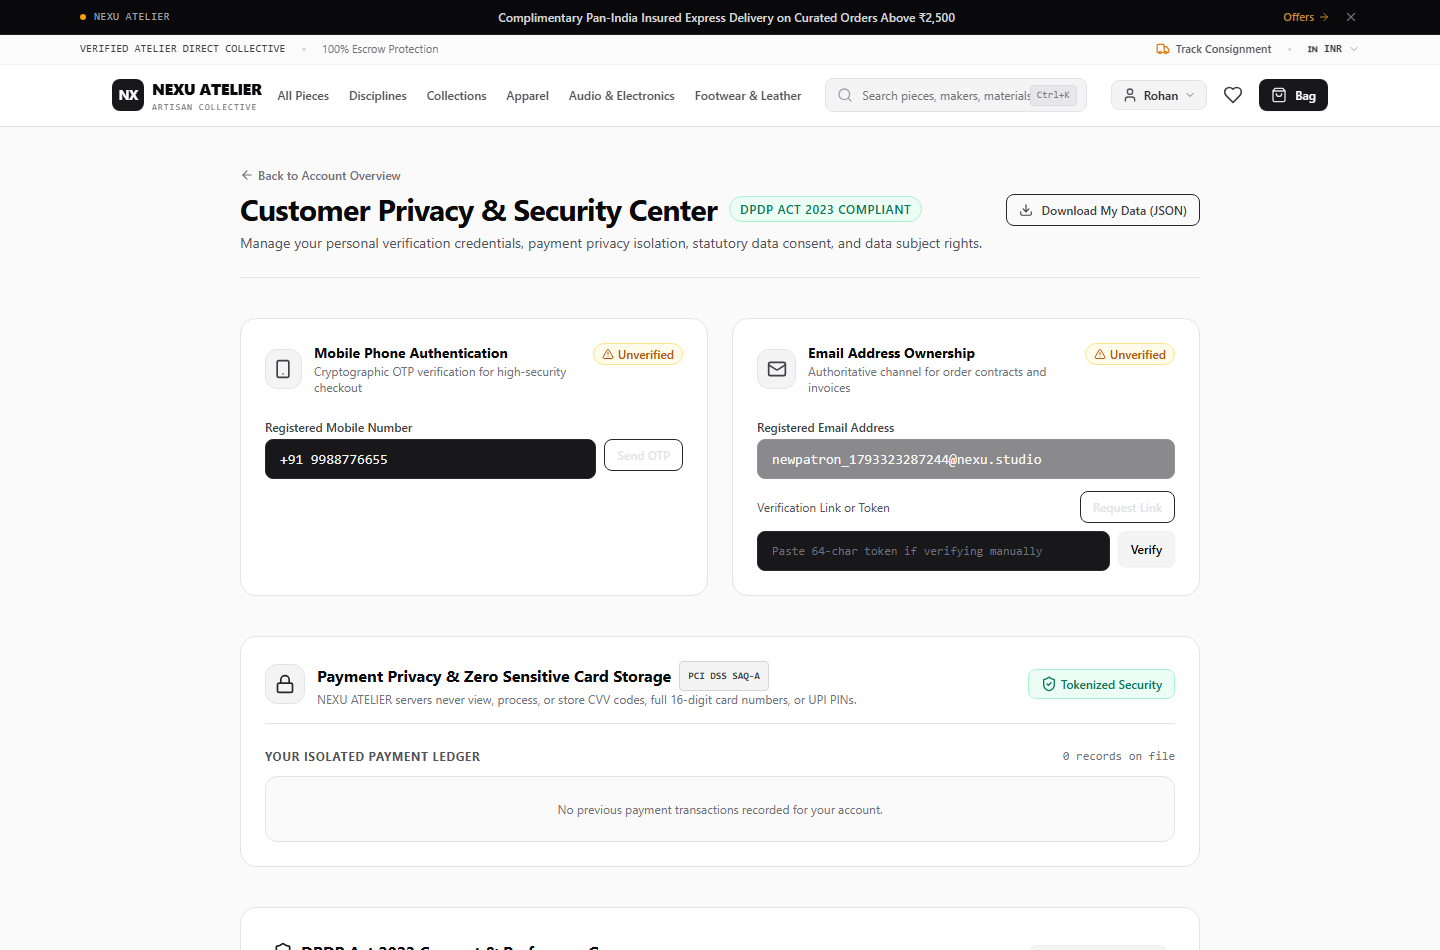 NEXU ATELIER
Complimentary Pan-India Insured Express Delivery on Curated Orders Above ₹2,500
Offers →
VERIFIED ATELIER DIRECT COLLECTIVE
100% Escrow Protection
Track Consignment
IN INR
NX
NEXU ATELIER
ARTISAN COLLECTIVE
All Pieces
Disciplines
Collections
Apparel
Audio & Electronics
Footwear & Leather
Search pieces, makers, materials
Ctrl+K
Rohan
Bag
← Back to Account Overview
Customer Privacy & Security Center
DPDP ACT 2023 COMPLIANT
Download My Data (JSON)
Manage your personal verification credentials, payment privacy isolation, statutory data consent, and data subject rights.
Mobile Phone Authentication
Unverified
Cryptographic OTP verification for high-security
checkout
Registered Mobile Number
+91 9988776655
Send OTP
Email Address Ownership
Unverified
Authoritative channel for order contracts and
invoices
Registered Email Address
newpatron_1793323287244@nexu.studio
Verification Link or Token
Request Link
Paste 64-char token if verifying manually
Verify
Payment Privacy & Zero Sensitive Card Storage
PCI DSS SAQ-A
Tokenized Security
NEXU ATELIER servers never view, process, or store CVV codes, full 16-digit card numbers, or UPI PINs.
YOUR ISOLATED PAYMENT LEDGER
0 records on file
No previous payment transactions recorded for your account.